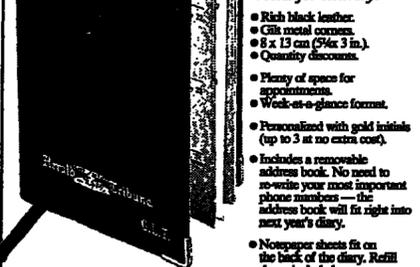 • Rich black leather.
• Gilt metal corners.
• 8 x 13 cm (5¼ x 3 in.).
• Quantity discounts.
• Plenty of space for
appointments.
• Week-at-a-glance format.
• Personalized with gold initials
(up to 3 at no extra cost).
• Includes a removable
address book. No need to
re-write your most important
phone numbers — the
address book will fit right into
next year's diary.
• Notepaper sheets fit on
the back of the diary. Refill
Herald Tribune